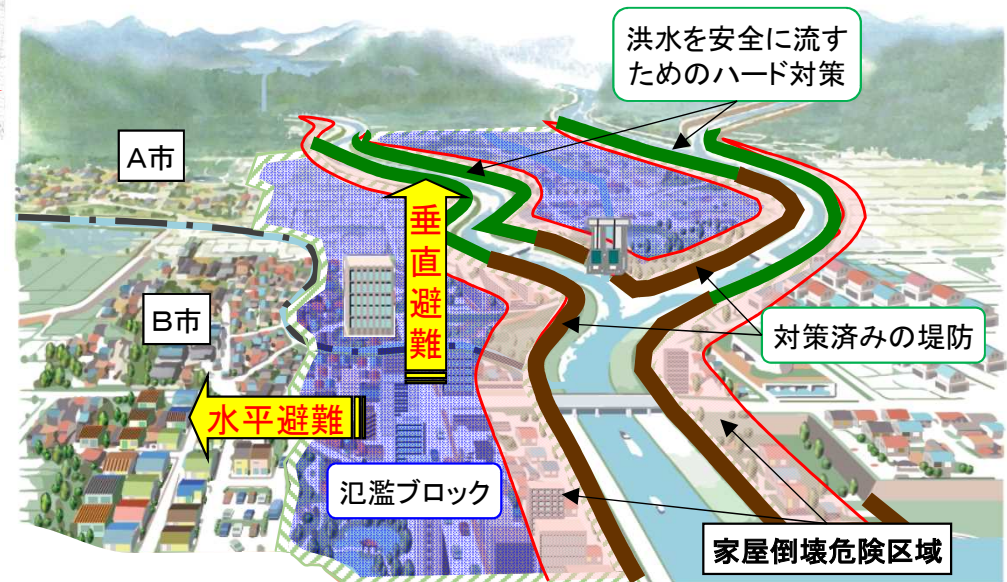 洪水を安全に流す
ためのハード対策
A市
垂直避難
B市
対策済みの堤防
水平避難
氾濫ブロック
家屋倒壊危険区域